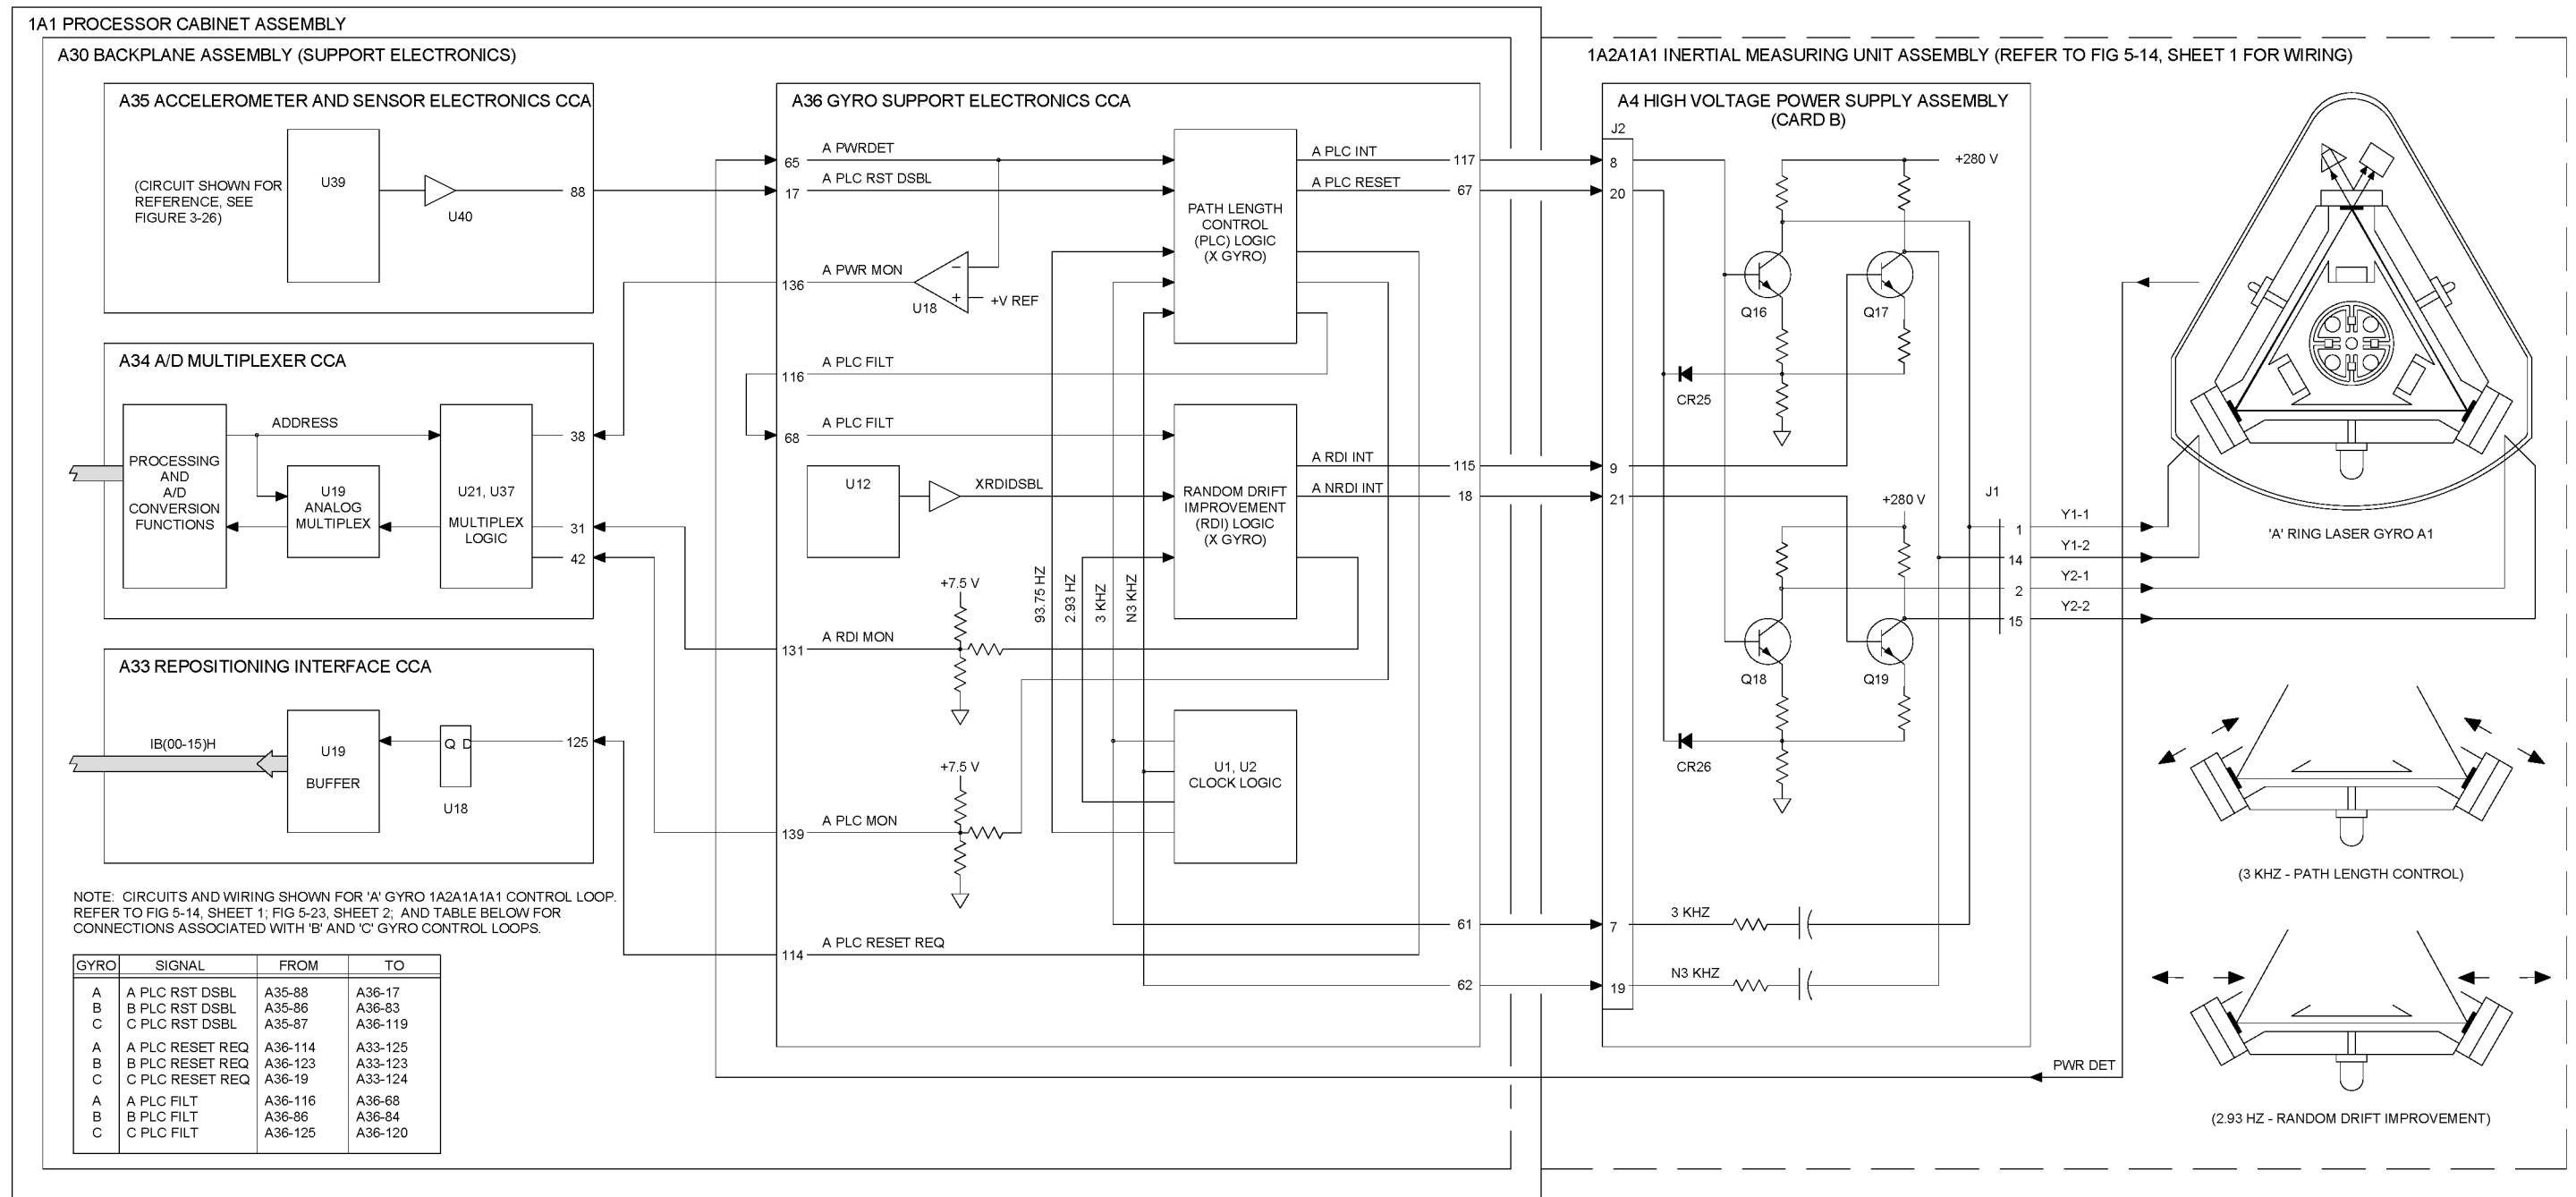 1A1 PROCESSOR CABINET ASSEMBLY
A30 BACKPLANE ASSEMBLY (SUPPORT ELECTRONICS)
1A2A1A1 INERTIAL MEASURING UNIT ASSEMBLY (REFER TO FIG 5-14, SHEET 1 FOR WIRING)
A35 ACCELEROMETER AND SENSOR ELECTRONICS CCA
(CIRCUIT SHOWN FOR
REFERENCE, SEE
FIGURE 3-26)
U39
U40
88
A34 A/D MULTIPLEXER CCA
PROCESSING
AND
A/D
CONVERSION
FUNCTIONS
ADDRESS
U19
ANALOG
MULTIPLEX
U21, U37
MULTIPLEX
LOGIC
38
31
42
A33 REPOSITIONING INTERFACE CCA
IB(00-15)H
U19
BUFFER
Q D
U18
125
NOTE: CIRCUITS AND WIRING SHOWN FOR 'A' GYRO 1A2A1A1A1 CONTROL LOOP.
REFER TO FIG 5-14, SHEET 1; FIG 5-23, SHEET 2; AND TABLE BELOW FOR
CONNECTIONS ASSOCIATED WITH 'B' AND 'C' GYRO CONTROL LOOPS.
GYRO SIGNAL FROM TO
A A PLC RST DSBL A35-88 A36-17
B B PLC RST DSBL A35-86 A36-83
C C PLC RST DSBL A35-87 A36-119
A A PLC RESET REQ A36-114 A33-125
B B PLC RESET REQ A36-123 A33-123
C C PLC RESET REQ A36-19 A33-124
A A PLC FILT A36-116 A36-68
B B PLC FILT A36-86 A36-84
C C PLC FILT A36-125 A36-120
A36 GYRO SUPPORT ELECTRONICS CCA
65 A PWRDET
17 A PLC RST DSBL
136 A PWR MON
U18
+V REF
116 A PLC FILT
68 A PLC FILT
U12
XRDIDSBL
+7.5 V
131 A RDI MON
+7.5 V
139 A PLC MON
114 A PLC RESET REQ
PATH LENGTH
CONTROL
(PLC) LOGIC
(X GYRO)
RANDOM DRIFT
IMPROVEMENT
(RDI) LOGIC
(X GYRO)
93.75 HZ
2.93 HZ
3 KHZ
N3 KHZ
U1, U2
CLOCK LOGIC
A PLC INT 117
A PLC RESET 67
A RDI INT 115
A NRDI INT 18
61
62
A4 HIGH VOLTAGE POWER SUPPLY ASSEMBLY
(CARD B)
J2
8
20
9
21
7
19
+280 V
Q16
Q17
CR25
+280 V
Q18
Q19
CR26
3 KHZ
N3 KHZ
J1
1
14
2
15
Y1-1
Y1-2
Y2-1
Y2-2
PWR DET
'A' RING LASER GYRO A1
(3 KHZ - PATH LENGTH CONTROL)
(2.93 HZ - RANDOM DRIFT IMPROVEMENT)